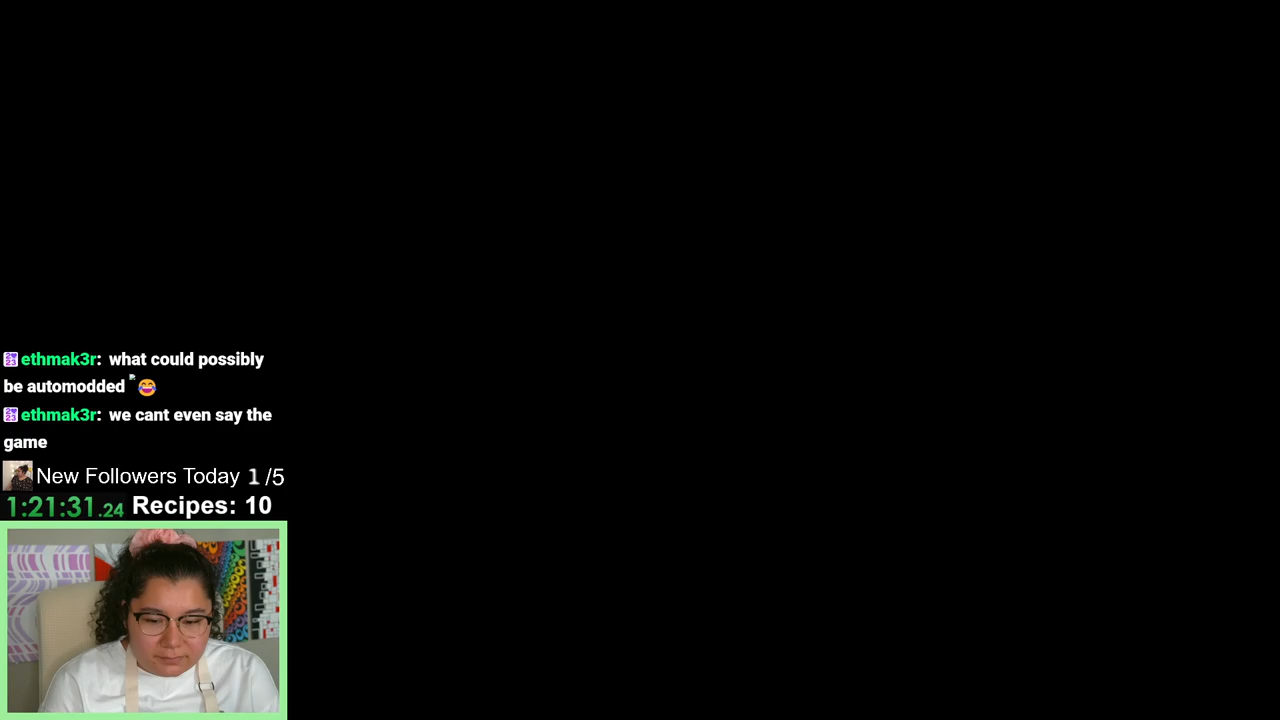 ethmak3r: what could possibly
be automodded 😂
ethmak3r: we cant even say the
game
New Followers Today 1 /5
1:21:31.24 Recipes: 10